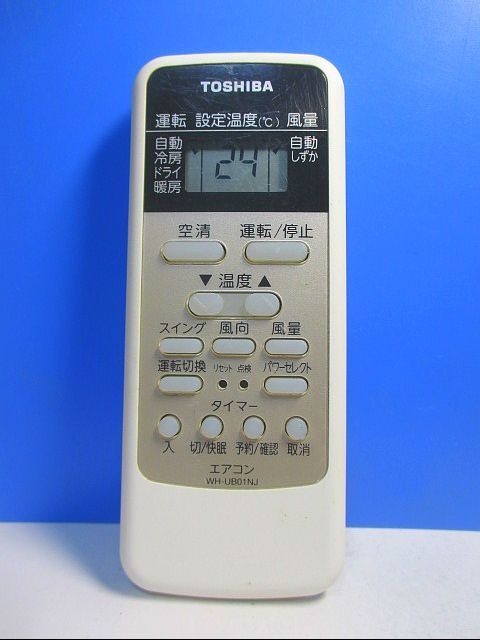 TOSHIBA
運転 設定温度(℃) 風量
自動 自動
冷房 しずか
ドライ
暖房
24
空清 運転/停止
▼ 温度 ▲
スイング 風向 風量
運転切換 リセット 点検 パワーセレクト
タイマー
入 切/快眠 予約/確認 取消
エアコン
WH-UB01NJ